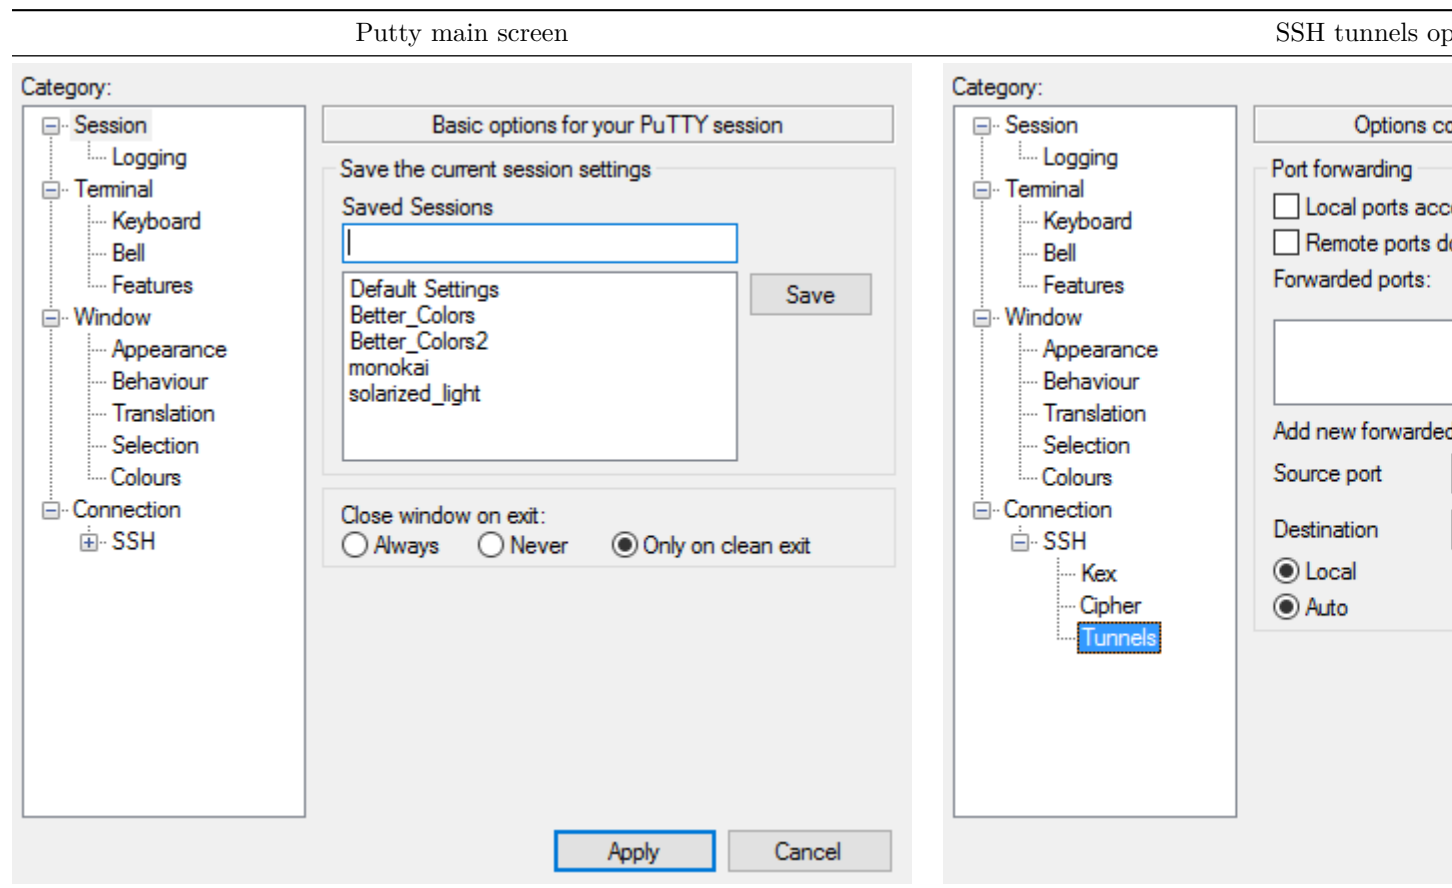 Putty main screen
SSH tunnels op
Category:
Session
Logging
Terminal
Keyboard
Bell
Features
Window
Appearance
Behaviour
Translation
Selection
Colours
Connection
SSH
Basic options for your PuTTY session
Save the current session settings
Saved Sessions
Default Settings
Better_Colors
Better_Colors2
monokai
solarized_light
Save
Close window on exit:
Always Never Only on clean exit
Apply Cancel
Category:
Session
Logging
Terminal
Keyboard
Bell
Features
Window
Appearance
Behaviour
Translation
Selection
Colours
Connection
SSH
Kex
Cipher
Tunnels
Options co
Port forwarding
Local ports acc
Remote ports d
Forwarded ports:
Add new forwarded
Source port
Destination
Local
Auto